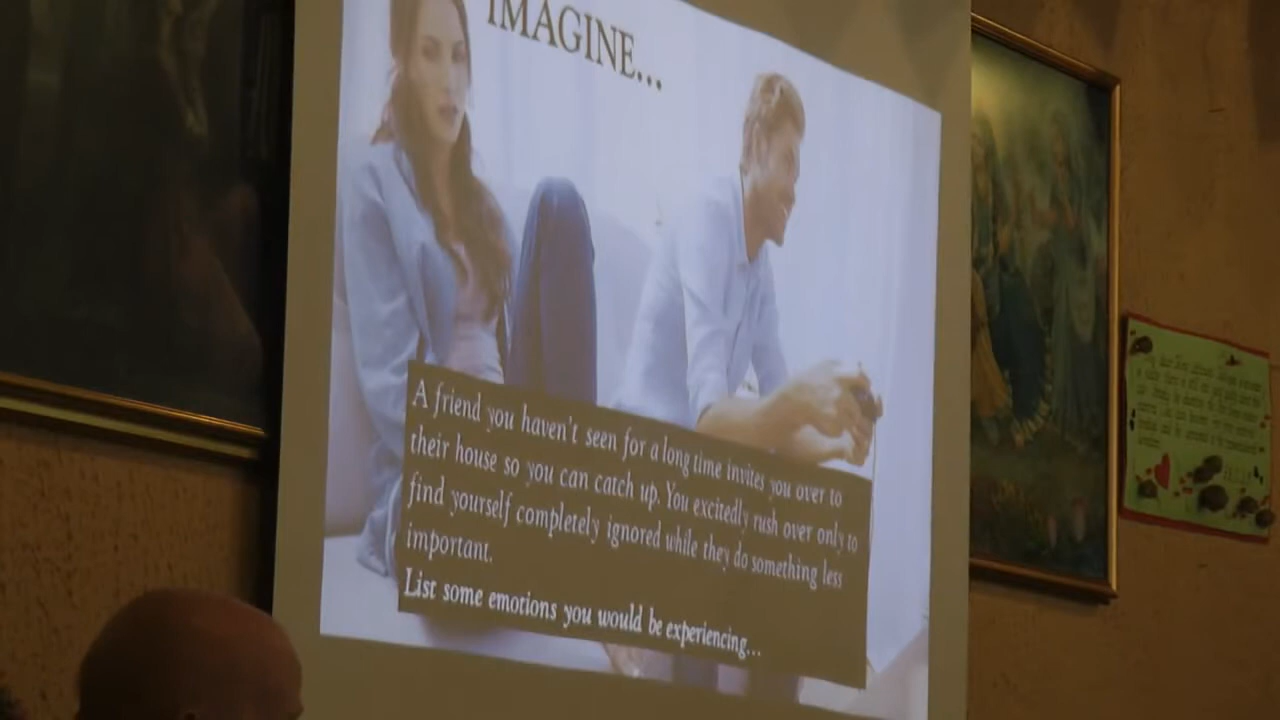 IMAGINE...
A friend you haven't seen for a long time invites you over to
their house so you can catch up. You excitedly rush over only to
find yourself completely ignored while they do something less
important.
List some emotions you would be experiencing...